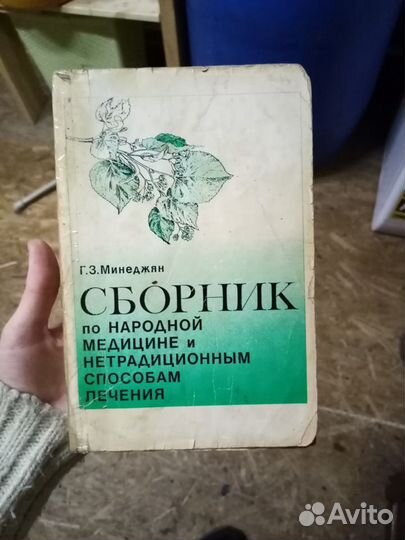 Г.З.Минеджян
СБОРНИК
по НАРОДНОЙ
МЕДИЦИНЕ и
НЕТРАДИЦИОННЫМ
СПОСОБАМ
ЛЕЧЕНИЯ
Avito